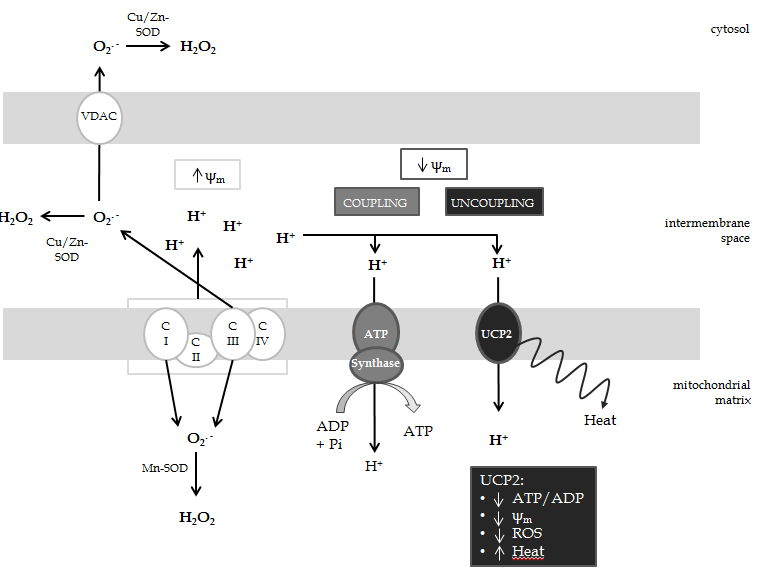 Cu/Zn-
SOD
O₂·⁻
H₂O₂
cytosol
VDAC
↑ Ψm
↓ Ψm
COUPLING
UNCOUPLING
H₂O₂
O₂·⁻
Cu/Zn-
SOD
H⁺
H⁺
H⁺
H⁺
H⁺
H⁺
H⁺
intermembrane
space
C
I
C
II
C
III
C
IV
ATP
Synthase
UCP2
mitochondrial
matrix
Heat
ADP
+ Pi
ATP
H⁺
H⁺
O₂·⁻
Mn-SOD
H₂O₂
UCP2:
• ↓ ATP/ADP
• ↓ Ψm
• ↓ ROS
• ↑ Heat